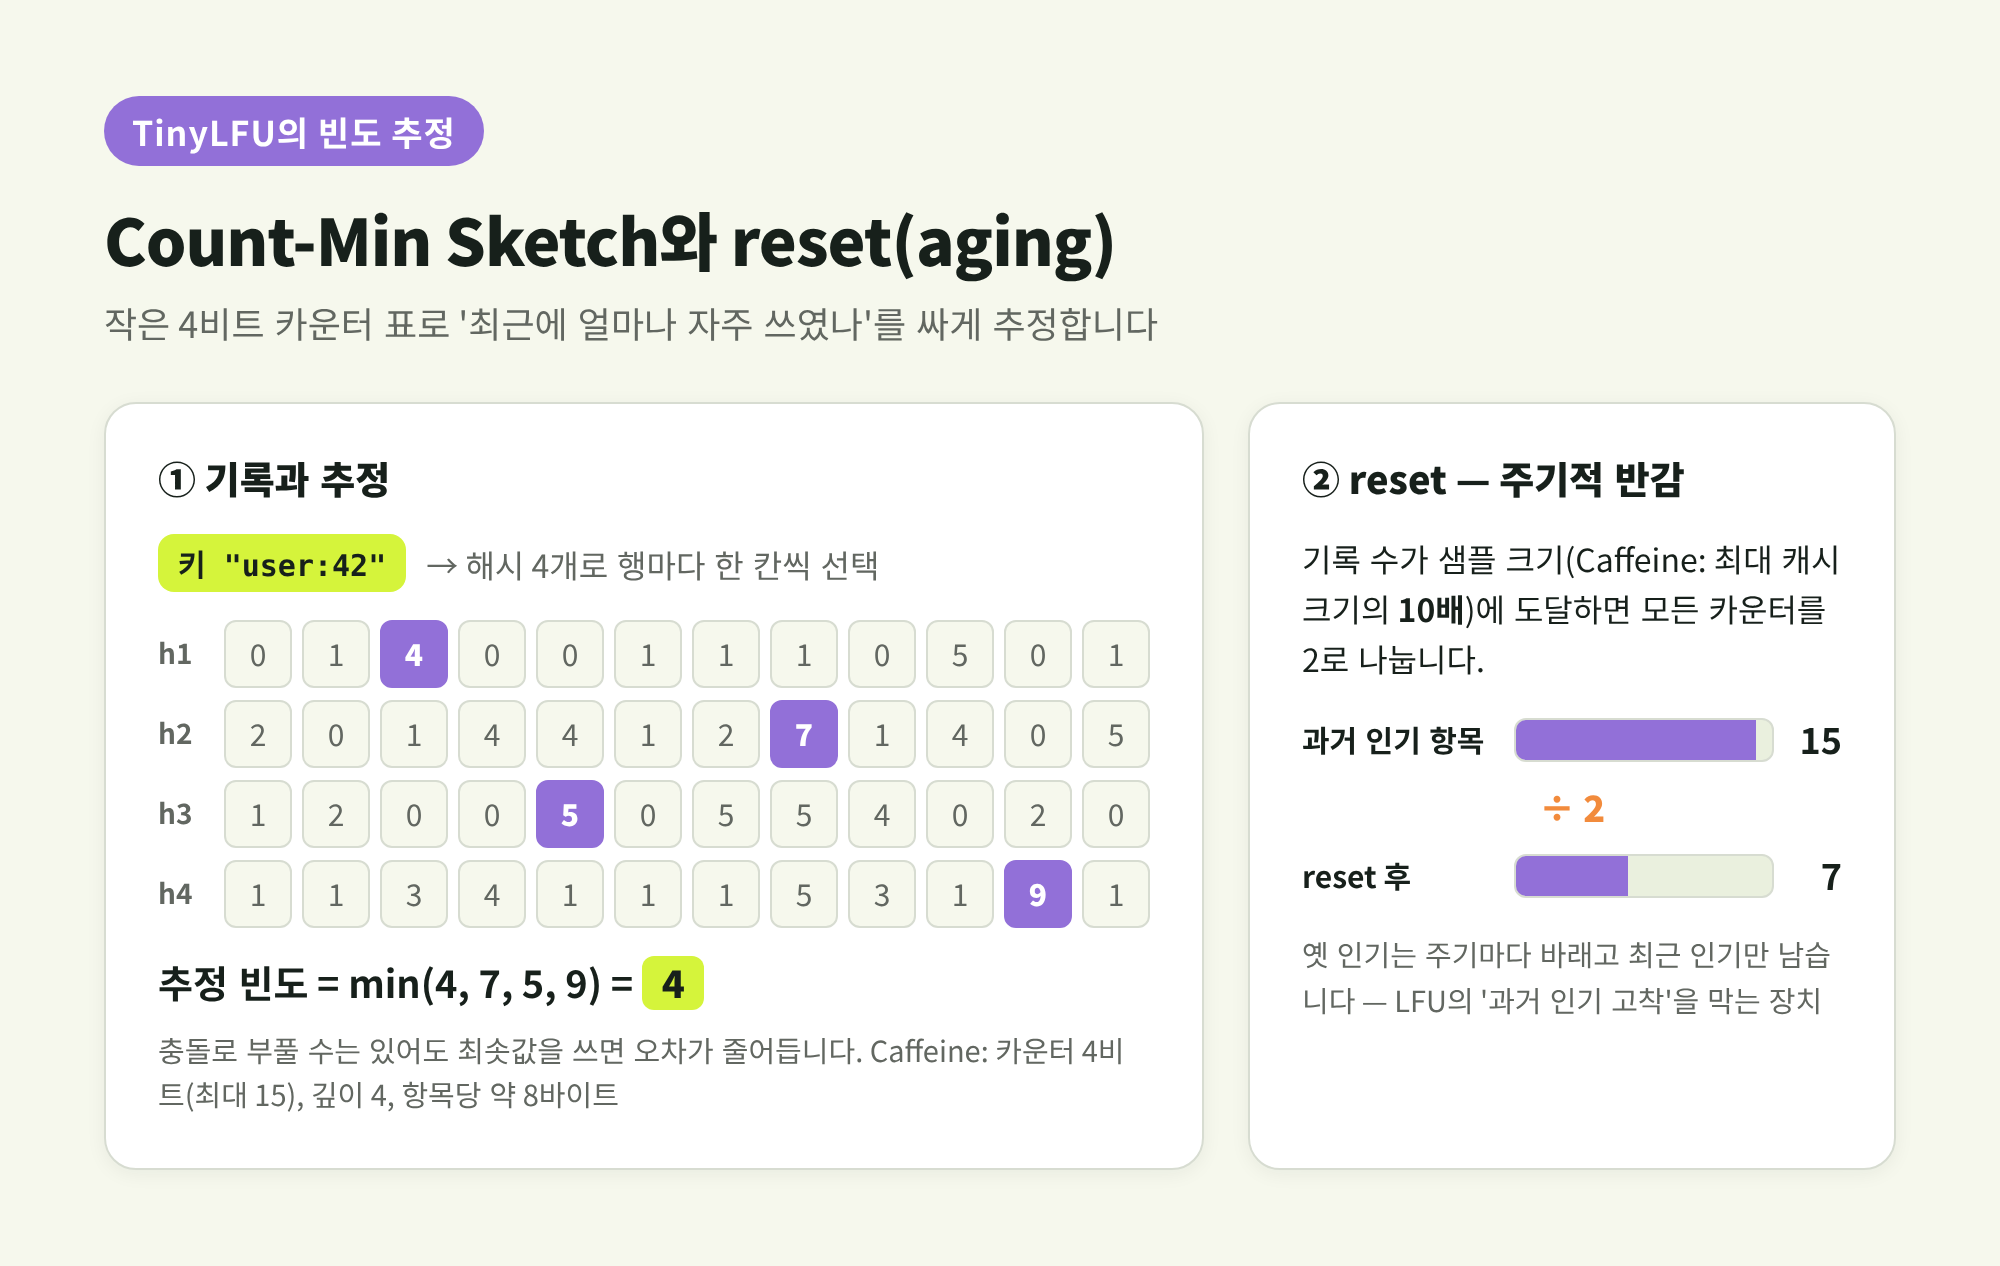 TinyLFU의 빈도 추정
Count-Min Sketch와 reset(aging)
작은 4비트 카운터 표로 '최근에 얼마나 자주 쓰였나'를 싸게 추정합니다
① 기록과 추정
키 "user:42" → 해시 4개로 행마다 한 칸씩 선택
h1 0 1 4 0 0 1 1 1 0 5 0 1
h2 2 0 1 4 4 1 2 7 1 4 0 5
h3 1 2 0 0 5 0 5 5 4 0 2 0
h4 1 1 3 4 1 1 1 5 3 1 9 1
추정 빈도 = min(4, 7, 5, 9) = 4
충돌로 부풀 수는 있어도 최솟값을 쓰면 오차가 줄어듭니다. Caffeine: 카운터 4비
트(최대 15), 깊이 4, 항목당 약 8바이트
② reset — 주기적 반감
기록 수가 샘플 크기(Caffeine: 최대 캐시
크기의 10배)에 도달하면 모든 카운터를
2로 나눕니다.
과거 인기 항목 15
÷ 2
reset 후 7
옛 인기는 주기마다 바래고 최근 인기만 남습
니다 — LFU의 '과거 인기 고착'을 막는 장치